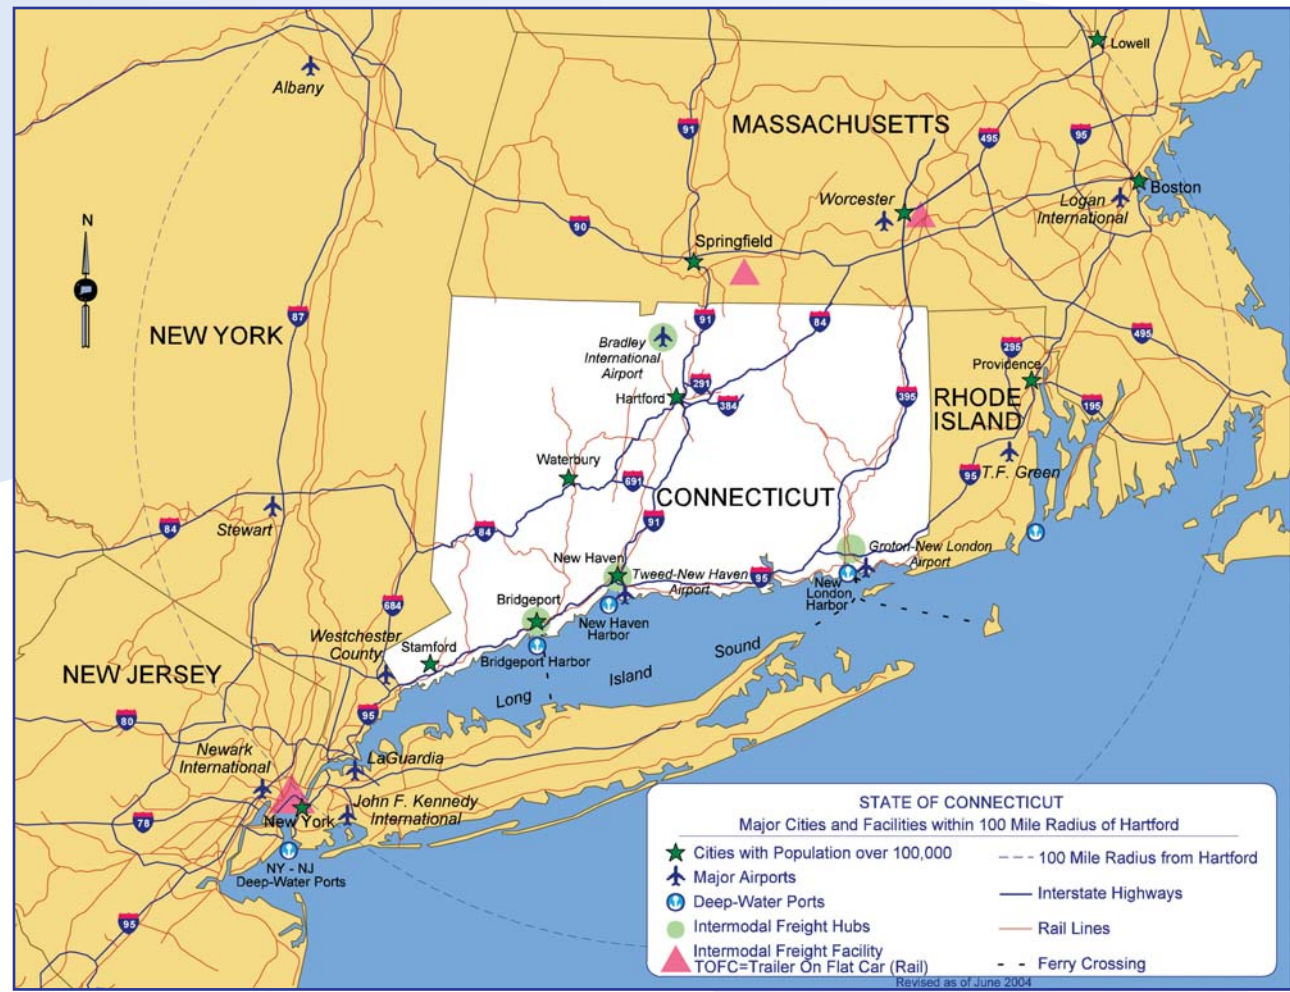 Lowell
Albany
91
MASSACHUSETTS
495
95
Boston
Worcester
Logan
International
N
90
Springfield
87
NEW YORK
91
84
Bradley
International
Airport
295
495
Providence
291
Hartford
384
395
RHODE
ISLAND
195
Waterbury
691
CONNECTICUT
95
T.F. Green
Stewart
84
84
91
New Haven
Groton-New London
Airport
Tweed-New Haven
Airport
95
New
London
Harbor
684
Bridgeport
New Haven
Harbor
Westchester
County
Stamford
Bridgeport Harbor
Long Island Sound
NEW JERSEY
80
95
Newark
International
LaGuardia
John F. Kennedy
International
78
New York
NY - NJ
Deep-Water Ports
95
STATE OF CONNECTICUT
Major Cities and Facilities within 100 Mile Radius of Hartford
Cities with Population over 100,000
Major Airports
Deep-Water Ports
Intermodal Freight Hubs
Intermodal Freight Facility
TOFC=Trailer On Flat Car (Rail)
100 Mile Radius from Hartford
Interstate Highways
Rail Lines
Ferry Crossing
Revised as of June 2004